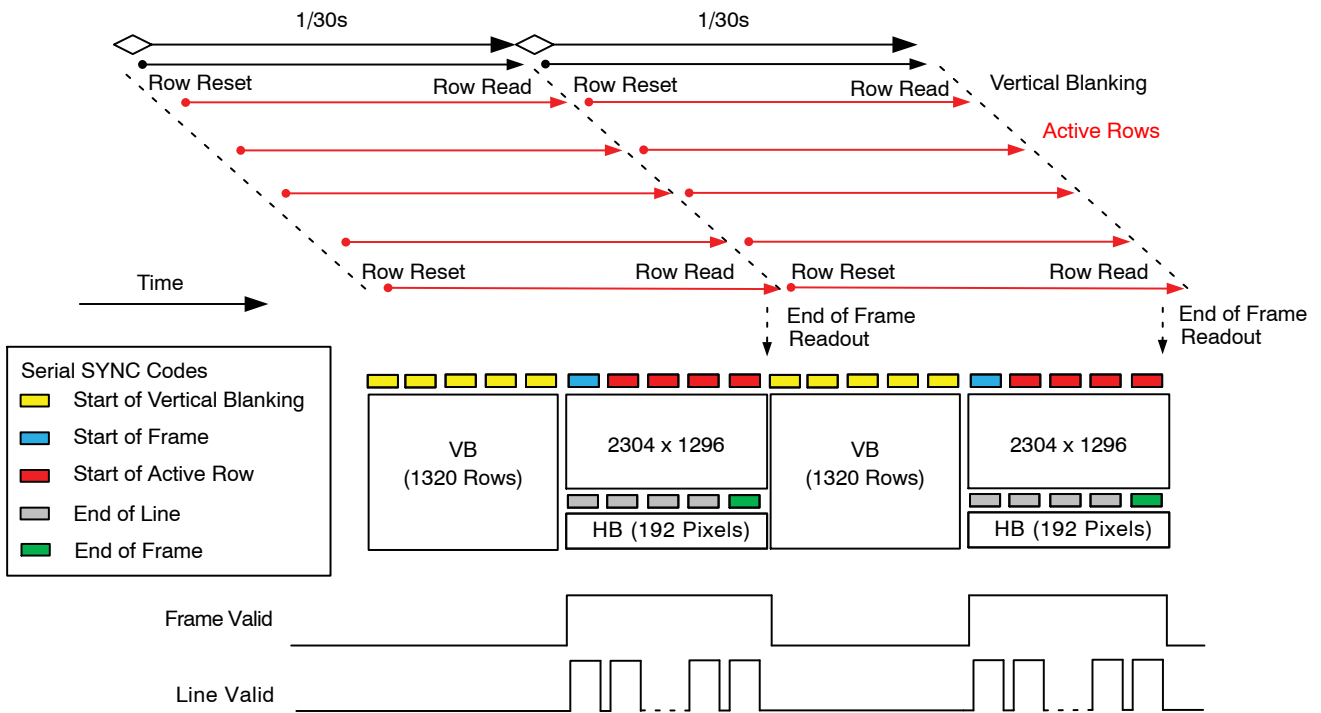 1/30s
1/30s
Row Reset
Row Read
Row Reset
Row Read
Vertical Blanking
Active Rows
Row Reset
Row Read
Row Reset
Row Read
Time
End of Frame
Readout
End of Frame
Readout
Serial SYNC Codes
Start of Vertical Blanking
Start of Frame
Start of Active Row
End of Line
End of Frame
VB
(1320 Rows)
2304 x 1296
HB (192 Pixels)
VB
(1320 Rows)
2304 x 1296
HB (192 Pixels)
Frame Valid
Line Valid